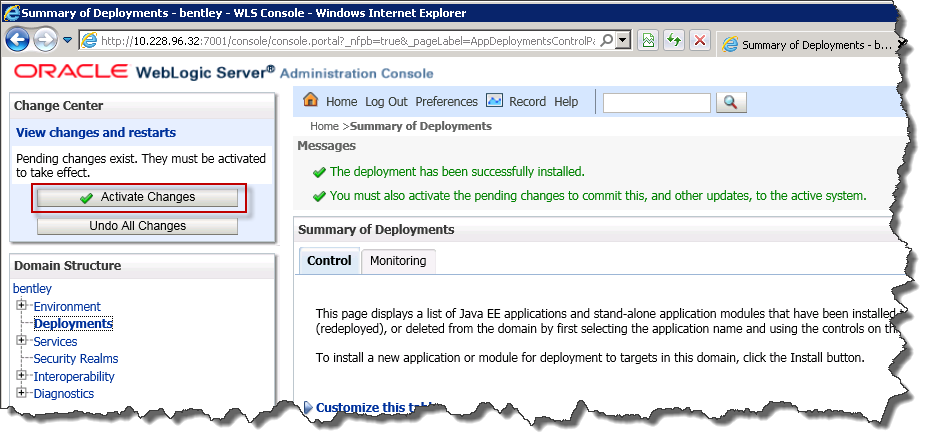 Summary of Deployments - bentley - WLS Console - Windows Internet Explorer
http://10.228.96.32:7001/console/console.portal?_nfpb=true&_pageLabel=AppDeploymentsControlPa
Summary of Deployments - b...
ORACLE WebLogic Server® Administration Console
Change Center
View changes and restarts
Pending changes exist. They must be activated
to take effect.
Activate Changes
Undo All Changes
Domain Structure
bentley
Environment
Deployments
Services
Security Realms
Interoperability
Diagnostics
Home Log Out Preferences Record Help
Home >Summary of Deployments
Messages
The deployment has been successfully installed.
You must also activate the pending changes to commit this, and other updates, to the active system.
Summary of Deployments
Control Monitoring
This page displays a list of Java EE applications and stand-alone application modules that have been installed
(redeployed), or deleted from the domain by first selecting the application name and using the controls on th
To install a new application or module for deployment to targets in this domain, click the Install button.
Customize this